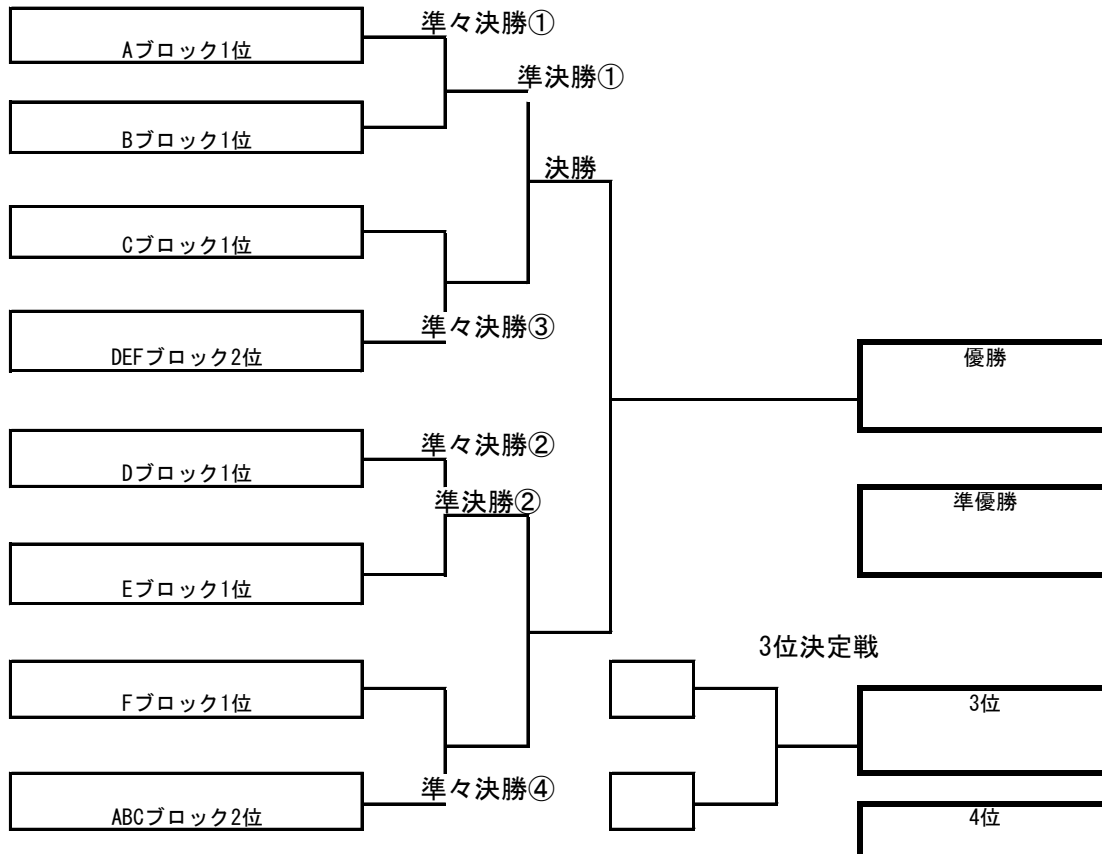 準々決勝①
Aブロック1位
準決勝①
Bブロック1位
決勝
Cブロック1位
準々決勝③
DEFブロック2位
優勝
準々決勝②
Dブロック1位
準決勝②
準優勝
Eブロック1位
3位決定戦
Fブロック1位
3位
準々決勝④
ABCブロック2位
4位